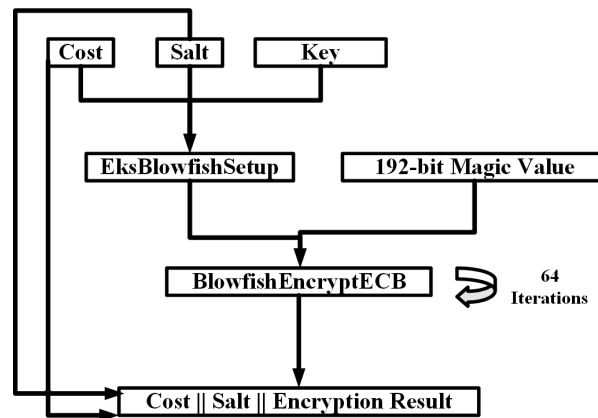 Cost
Salt
Key
EksBlowfishSetup
192-bit Magic Value
BlowfishEncryptECB
64
Iterations
Cost || Salt || Encryption Result